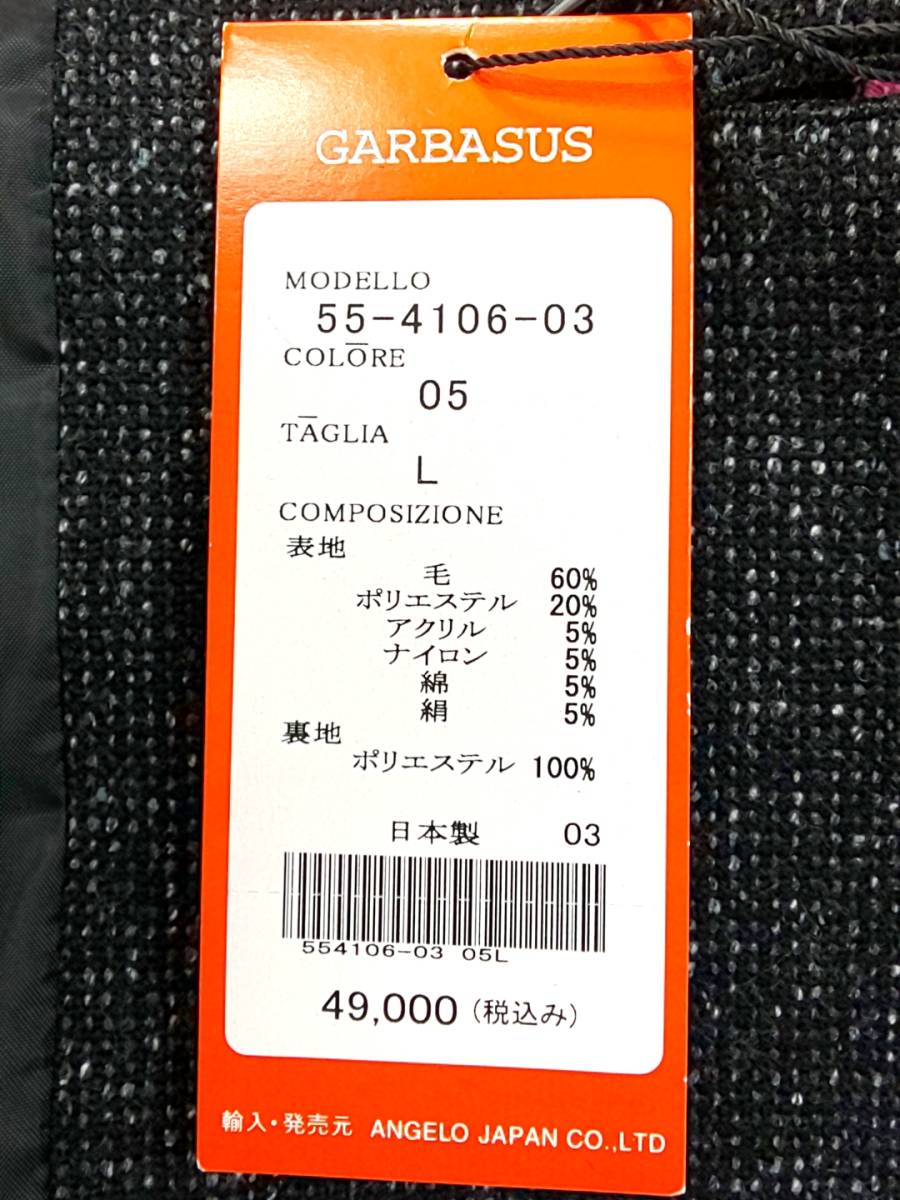 GARBASUS
MODELLO
55-4106-03
COLORE
05
TAGLIA
L
COMPOSIZIONE
表地
毛 60%
ポリエステル 20%
アクリル 5%
ナイロン 5%
綿 5%
絹 5%
裏地
ポリエステル 100%
日本製 03
554106-03 05L
49,000 (税込み)
輸入・発売元 ANGELO JAPAN CO.,LTD